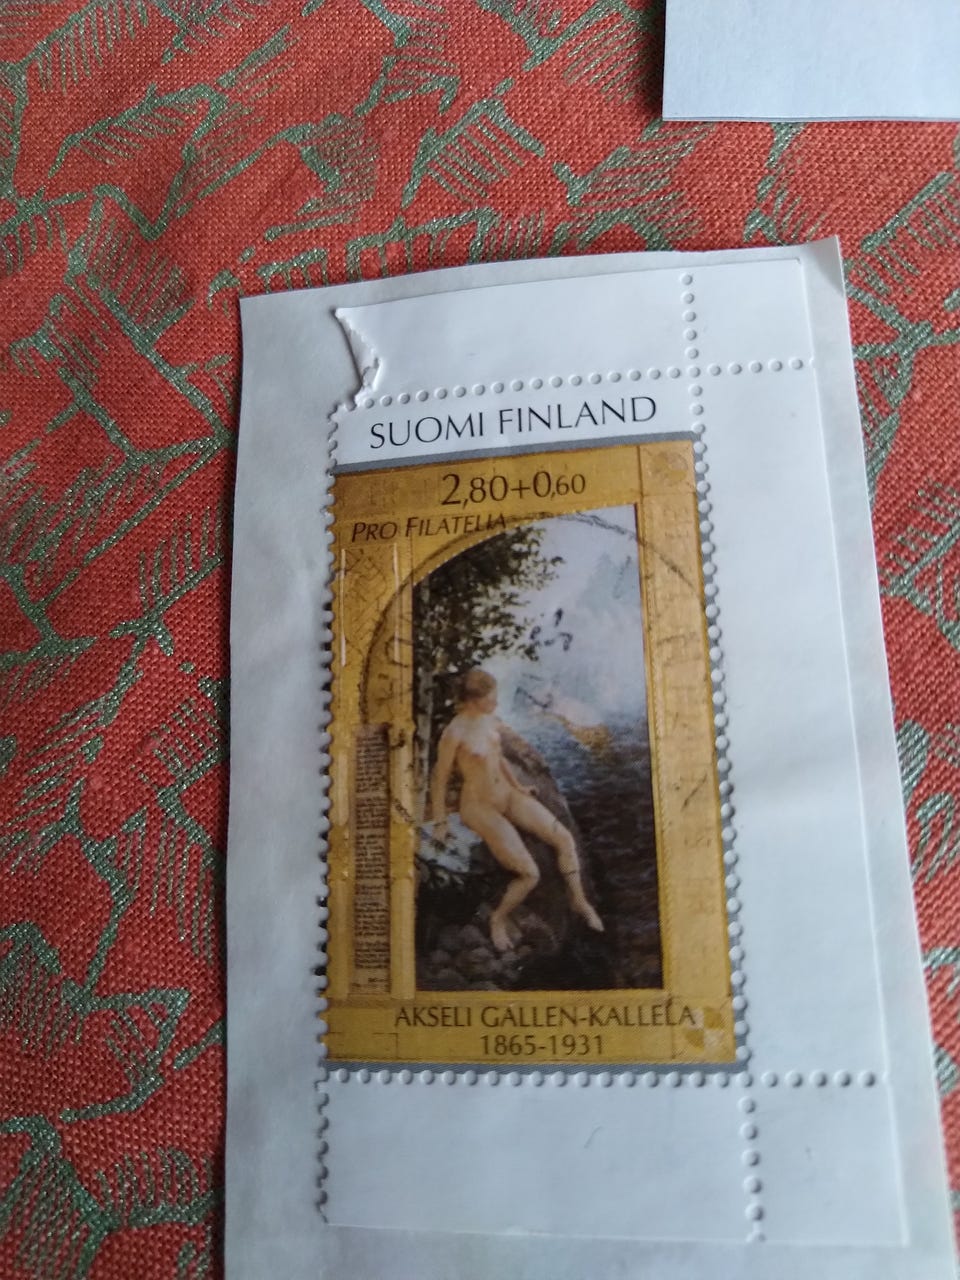 SUOMI FINLAND
2,80+0,60
PRO FILATELIA
AKSELI GALLEN-KALLELA
1865-1931